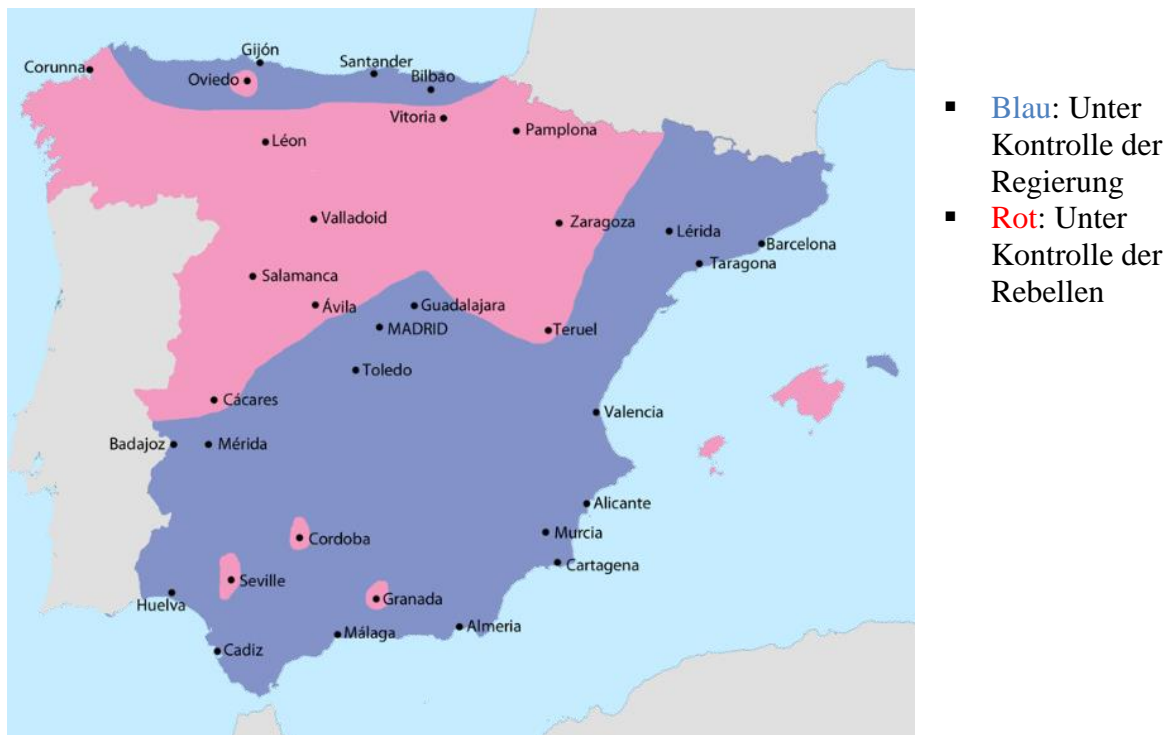 Gijón
Corunna
Santander
Oviedo
Bilbao
Vitoria
Pamplona
Léon
Valladoid
Zaragoza
Lérida
Barcelona
Taragona
Salamanca
Ávila
Guadalajara
MADRID
Teruel
Toledo
Cácares
Valencia
Badajoz
Mérida
Alicante
Murcia
Cordoba
Cartagena
Seville
Huelva
Granada
Málaga
Almeria
Cadiz
▪ Blau: Unter
Kontrolle der
Regierung
▪ Rot: Unter
Kontrolle der
Rebellen